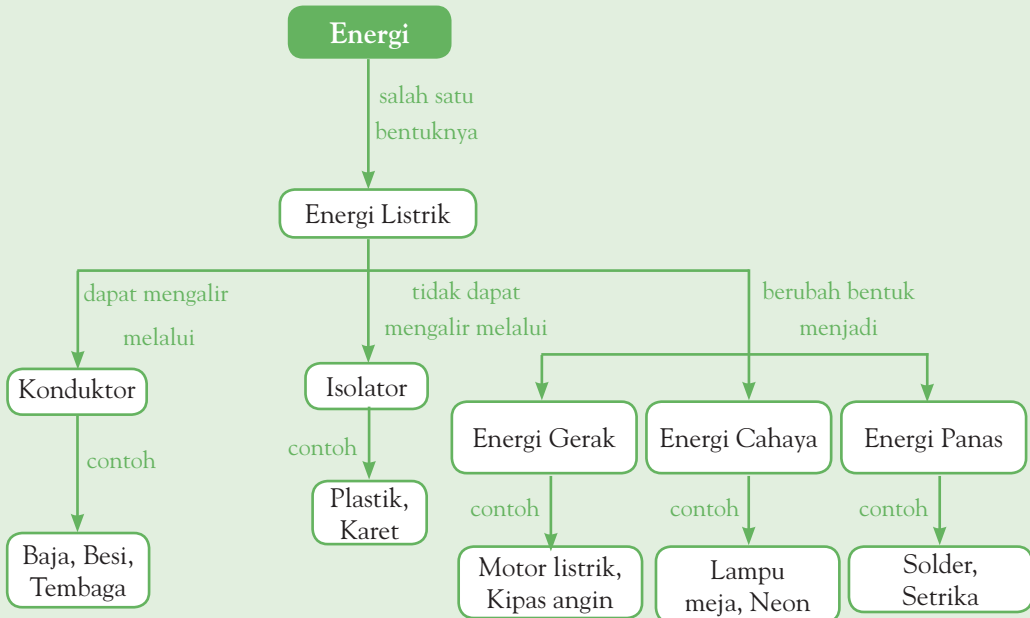 Energi
salah satu
bentuknya
Energi Listrik
dapat mengalir
melalui
tidak dapat
mengalir melalui
berubah bentuk
menjadi
Konduktor
Isolator
Energi Gerak
Energi Cahaya
Energi Panas
contoh
contoh
contoh
contoh
contoh
Baja, Besi,
Tembaga
Plastik,
Karet
Motor listrik,
Kipas angin
Lampu
meja, Neon
Solder,
Setrika